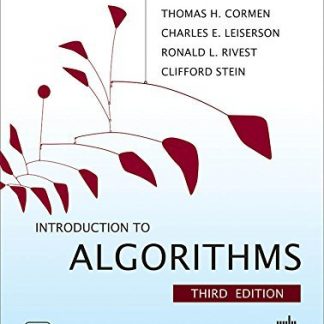 THOMAS H. CORMEN
CHARLES E. LEISERSON
RONALD L. RIVEST
CLIFFORD STEIN
INTRODUCTION TO
ALGORITHMS
THIRD EDITION